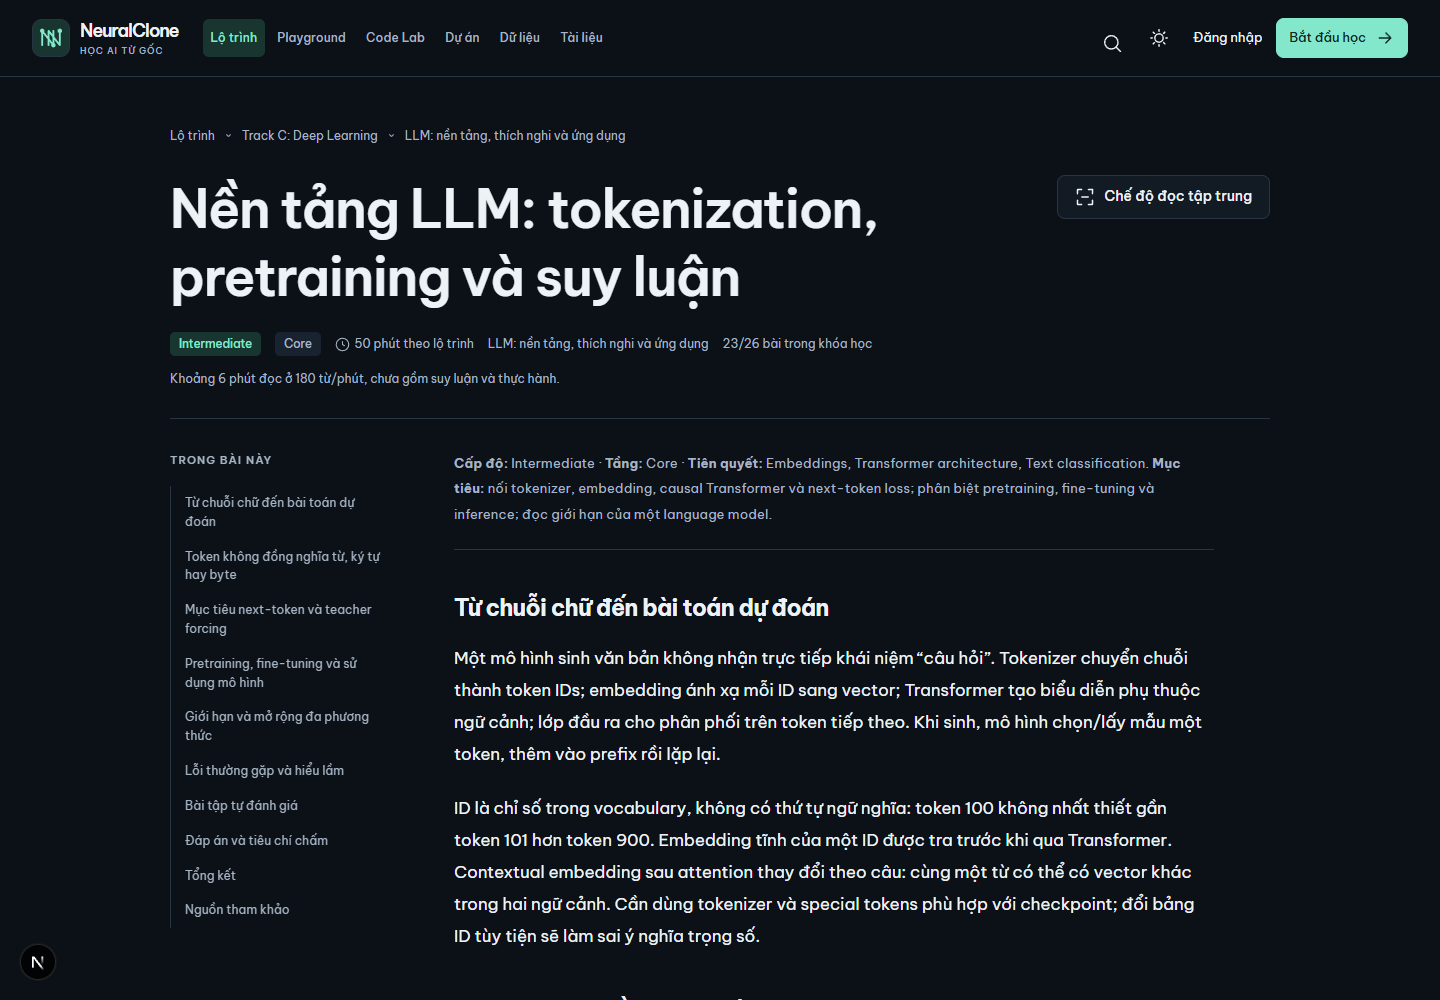 NeuralClone
HỌC AI TỪ GỐC
Lộ trình
Playground
Code Lab
Dự án
Dữ liệu
Tài liệu
Đăng nhập
Bắt đầu học
Lộ trình
Track C: Deep Learning
LLM: nền tảng, thích nghi và ứng dụng
Nền tảng LLM: tokenization,
pretraining và suy luận
Chế độ đọc tập trung
Intermediate
Core
50 phút theo lộ trình
LLM: nền tảng, thích nghi và ứng dụng
23/26 bài trong khóa học
Khoảng 6 phút đọc ở 180 từ/phút, chưa gồm suy luận và thực hành.
TRONG BÀI NÀY
Từ chuỗi chữ đến bài toán dự
đoán
Token không đồng nghĩa từ, ký tự
hay byte
Mục tiêu next-token và teacher
forcing
Pretraining, fine-tuning và sử
dụng mô hình
Giới hạn và mở rộng đa phương
thức
Lỗi thường gặp và hiểu lầm
Bài tập tự đánh giá
Đáp án và tiêu chí chấm
Tổng kết
Nguồn tham khảo
Cấp độ: Intermediate · Tầng: Core · Tiên quyết: Embeddings, Transformer architecture, Text classification. Mục
tiêu: nối tokenizer, embedding, causal Transformer và next-token loss; phân biệt pretraining, fine-tuning và
inference; đọc giới hạn của một language model.
Từ chuỗi chữ đến bài toán dự đoán
Một mô hình sinh văn bản không nhận trực tiếp khái niệm “câu hỏi”. Tokenizer chuyển chuỗi
thành token IDs; embedding ánh xạ mỗi ID sang vector; Transformer tạo biểu diễn phụ thuộc
ngữ cảnh; lớp đầu ra cho phân phối trên token tiếp theo. Khi sinh, mô hình chọn/lấy mẫu một
token, thêm vào prefix rồi lặp lại.
ID là chỉ số trong vocabulary, không có thứ tự ngữ nghĩa: token 100 không nhất thiết gần
token 101 hơn token 900. Embedding tĩnh của một ID được tra trước khi qua Transformer.
Contextual embedding sau attention thay đổi theo câu: cùng một từ có thể có vector khác
trong hai ngữ cảnh. Cần dùng tokenizer và special tokens phù hợp với checkpoint; đổi bảng
ID tùy tiện sẽ làm sai ý nghĩa trọng số.